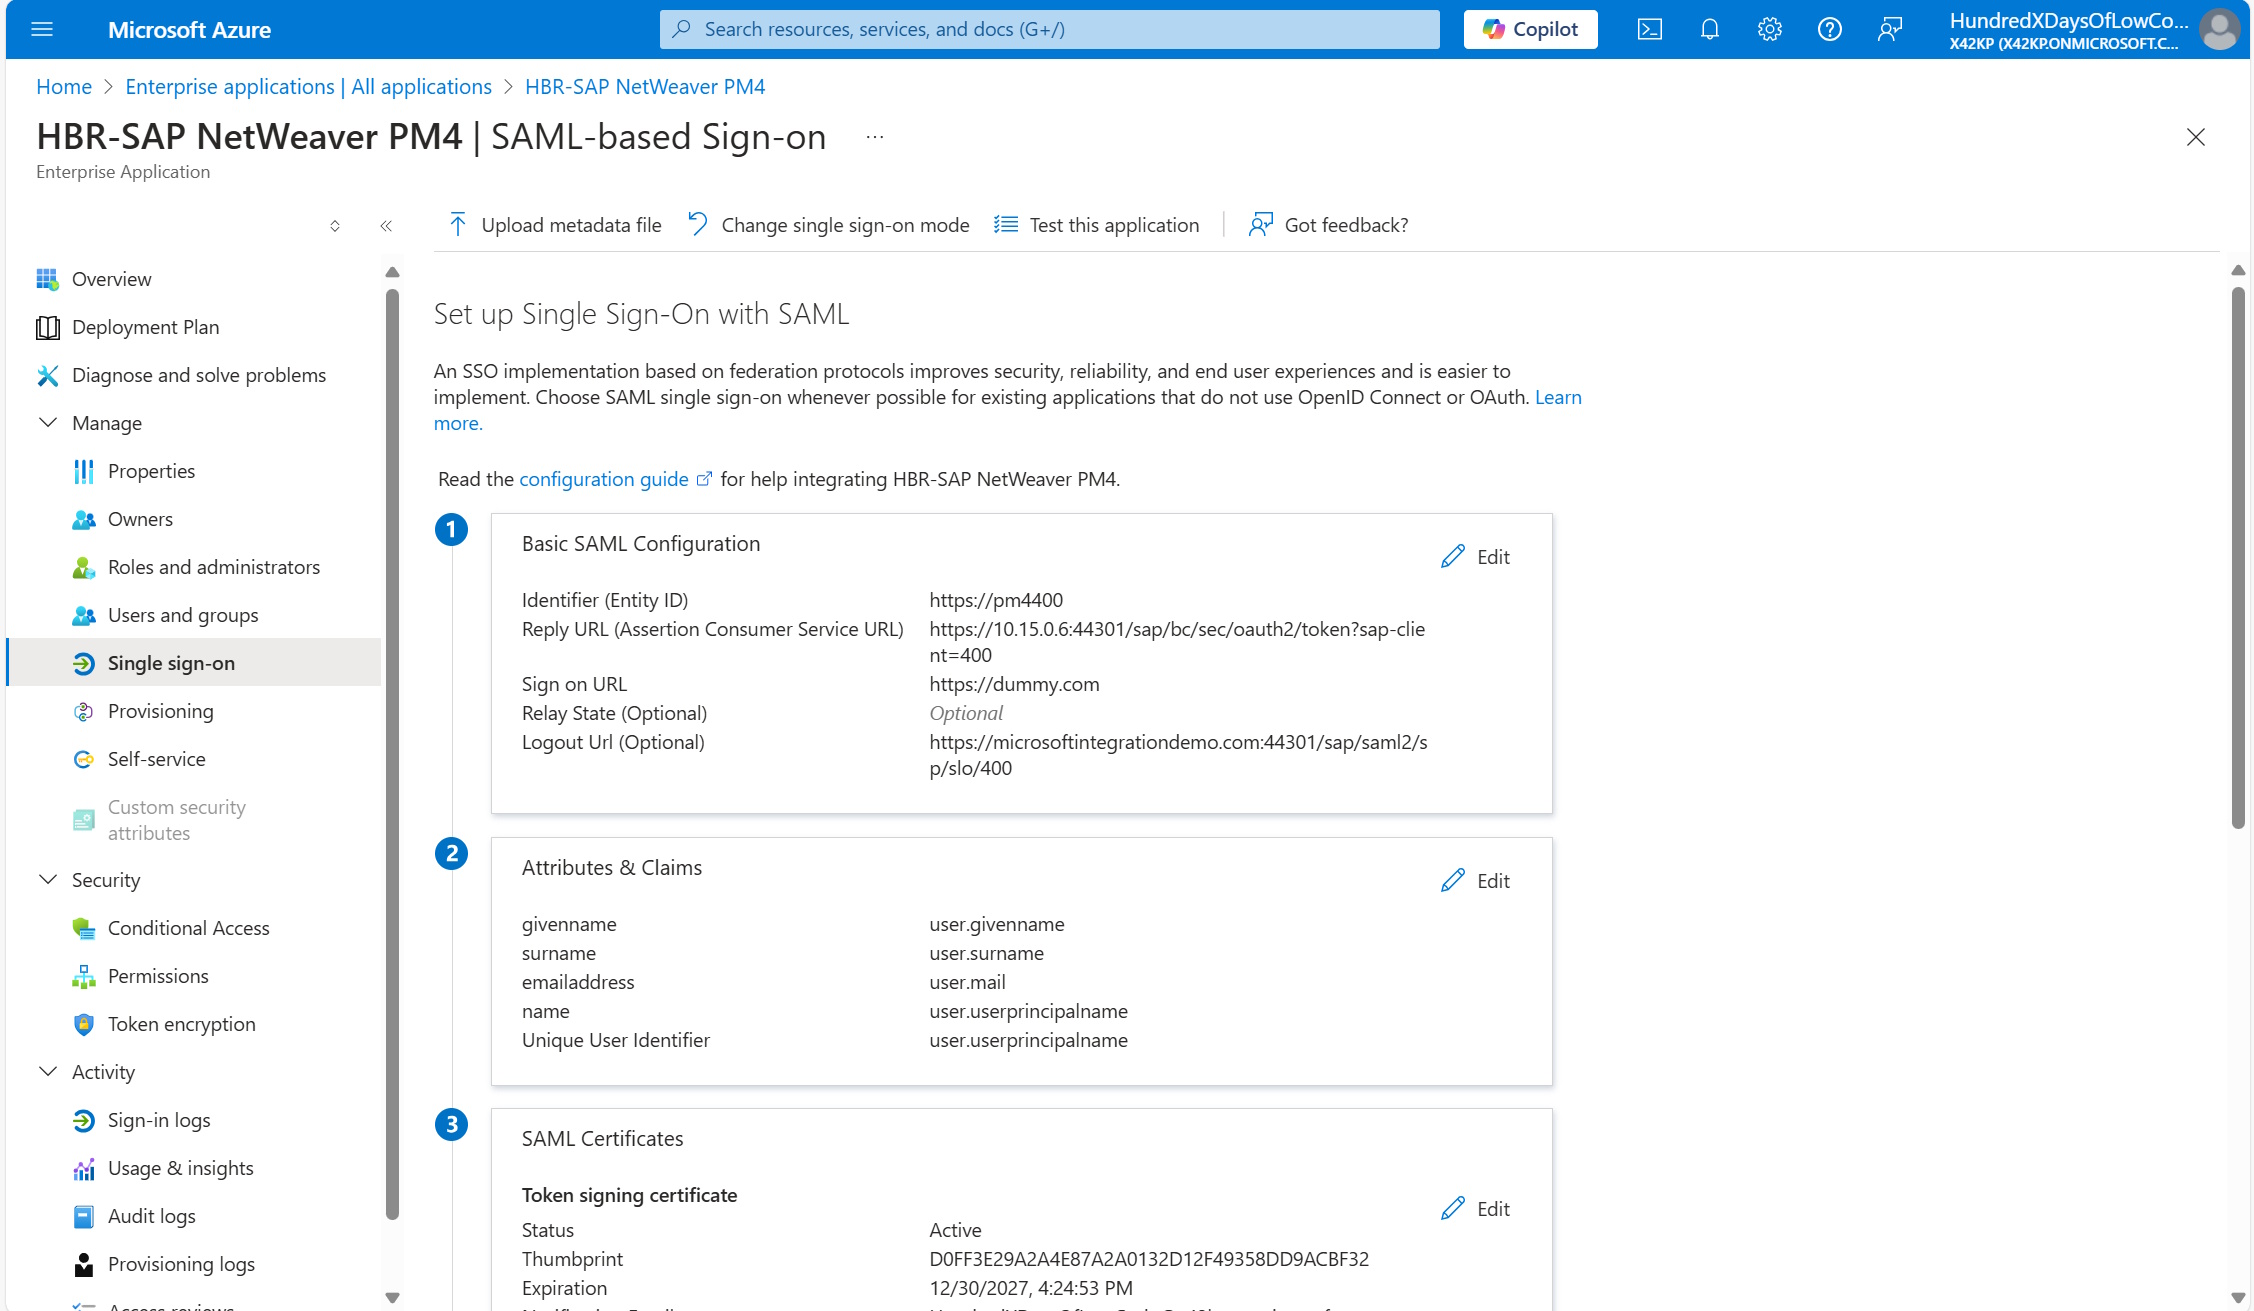 Microsoft Azure
Search resources, services, and docs (G+/)
Copilot
HundredXDaysOfLowCo...
X42KP (X42KP.ONMICROSOFT.C...
Home > Enterprise applications | All applications > HBR-SAP NetWeaver PM4
HBR-SAP NetWeaver PM4 | SAML-based Sign-on ...
Enterprise Application
Upload metadata file
Change single sign-on mode
Test this application
Got feedback?
Overview
Deployment Plan
Diagnose and solve problems
Manage
Properties
Owners
Roles and administrators
Users and groups
Single sign-on
Provisioning
Self-service
Custom security
attributes
Security
Conditional Access
Permissions
Token encryption
Activity
Sign-in logs
Usage & insights
Audit logs
Provisioning logs
Access reviews
Set up Single Sign-On with SAML
An SSO implementation based on federation protocols improves security, reliability, and end user experiences and is easier to
implement. Choose SAML single sign-on whenever possible for existing applications that do not use OpenID Connect or OAuth. Learn
more.
Read the configuration guide for help integrating HBR-SAP NetWeaver PM4.
1
Basic SAML Configuration
Edit
Identifier (Entity ID) https://pm4400
Reply URL (Assertion Consumer Service URL) https://10.15.0.6:44301/sap/bc/sec/oauth2/token?sap-clie
nt=400
Sign on URL https://dummy.com
Relay State (Optional) Optional
Logout Url (Optional) https://microsoftintegrationdemo.com:44301/sap/saml2/s
p/slo/400
2
Attributes & Claims
Edit
givenname user.givenname
surname user.surname
emailaddress user.mail
name user.userprincipalname
Unique User Identifier user.userprincipalname
3
SAML Certificates
Token signing certificate
Edit
Status Active
Thumbprint D0FF3E29A2A4E87A2A0132D12F49358DD9ACBF32
Expiration 12/30/2027, 4:24:53 PM